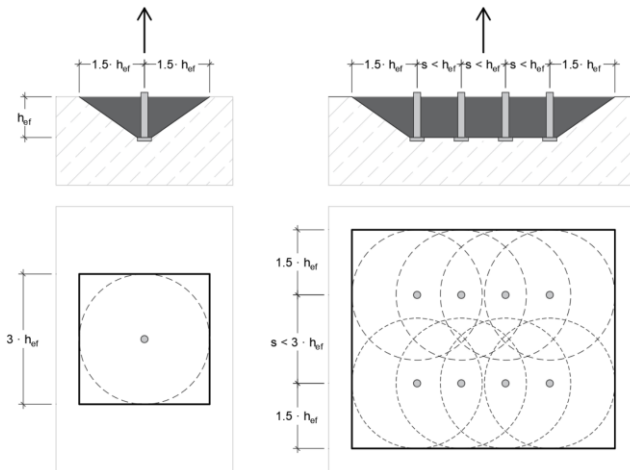 1.5 · hef 1.5 · hef
hef
1.5 · hef s < hef s < hef s < hef 1.5 · hef
3 · hef
1.5 · hef
s < 3 · hef
1.5 · hef